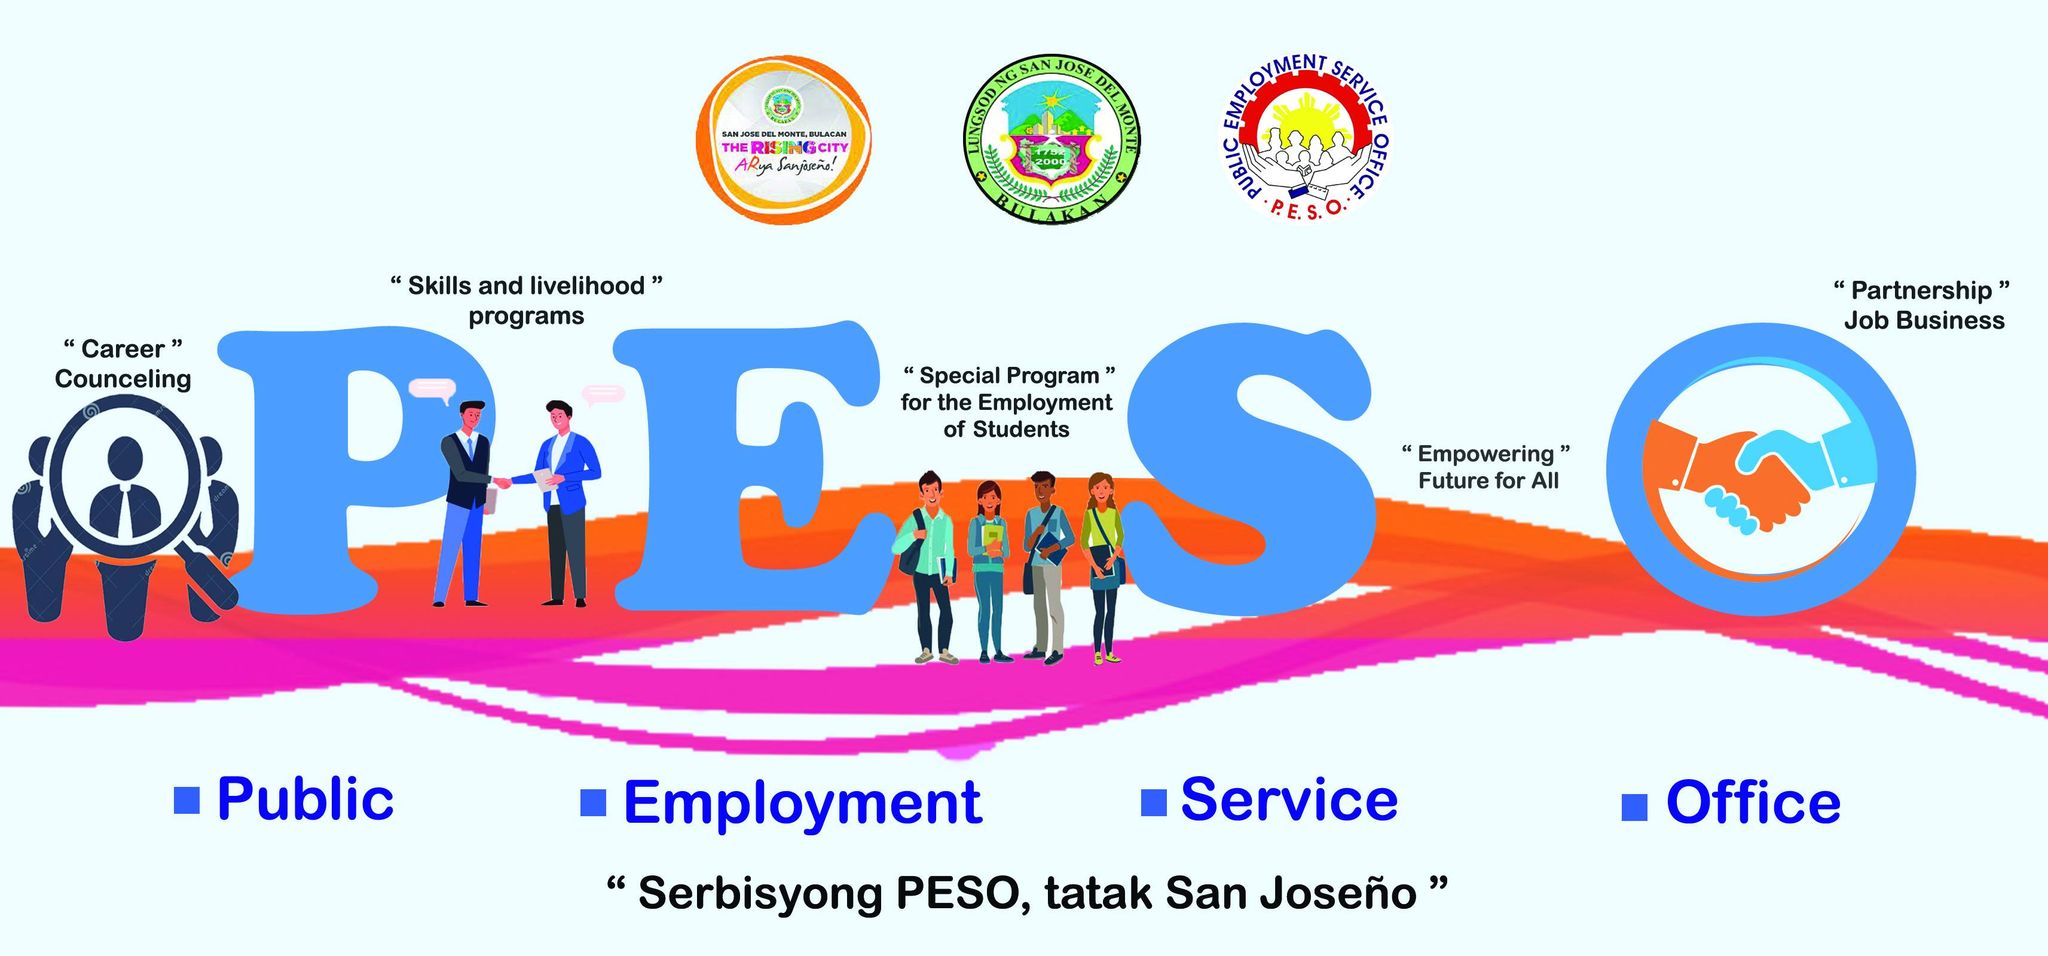 SAN JOSE DEL MONTE, BULACAN
THE RISING CITY
ARya Sanjoseño!
LUNGSOD NG SAN JOSE DEL MONTE
BULAKAN
PUBLIC EMPLOYMENT SERVICE OFFICE
· P.E.S.O. ·
“ Skills and livelihood ”
programs
“ Partnership ”
Job Business
“ Career ”
Counceling
“ Special Program ”
for the Employment
of Students
“ Empowering ”
Future for All
PESO
Public
Employment
Service
Office
“ Serbisyong PESO, tatak San Joseño ”